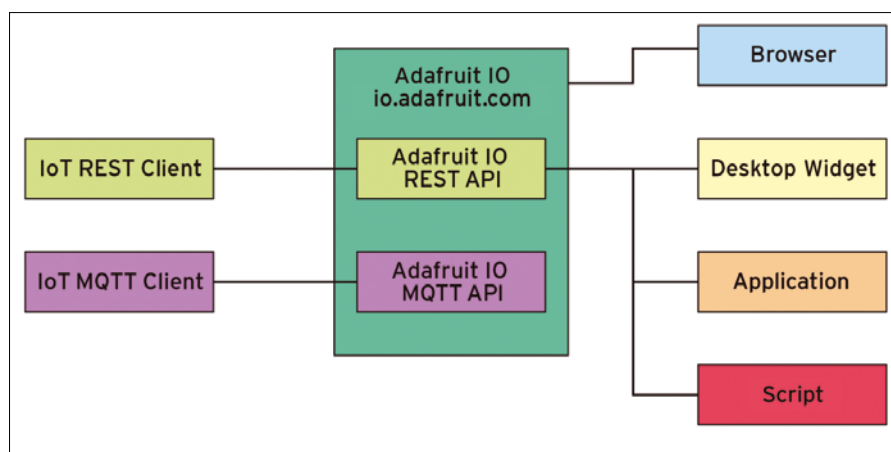 Adafruit IO
io.adafruit.com
Browser
IoT REST Client
Adafruit IO
REST API
Desktop Widget
IoT MQTT Client
Adafruit IO
MQTT API
Application
Script